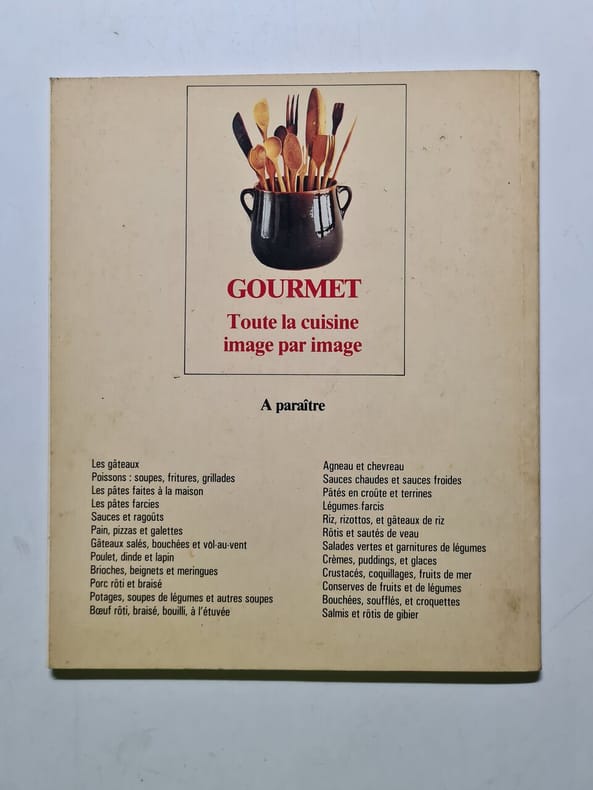 GOURMET
Toute la cuisine
image par image
A paraître
Les gâteaux
Poissons : soupes, fritures, grillades
Les pâtes faites à la maison
Les pâtes farcies
Sauces et ragoûts
Pain, pizzas et galettes
Gâteaux salés, bouchées et vol-au-vent
Poulet, dinde et lapin
Brioches, beignets et meringues
Porc rôti et braisé
Potages, soupes de légumes et autres soupes
Bœuf rôti, braisé, bouilli, à l'étuvée
Agneau et chevreau
Sauces chaudes et sauces froides
Pâtés en croûte et terrines
Légumes farcis
Riz, rizottos, et gâteaux de riz
Rôtis et sautés de veau
Salades vertes et garnitures de légumes
Crèmes, puddings, et glaces
Crustacés, coquillages, fruits de mer
Conserves de fruits et de légumes
Bouchées, soufflés, et croquettes
Salmis et rôtis de gibier